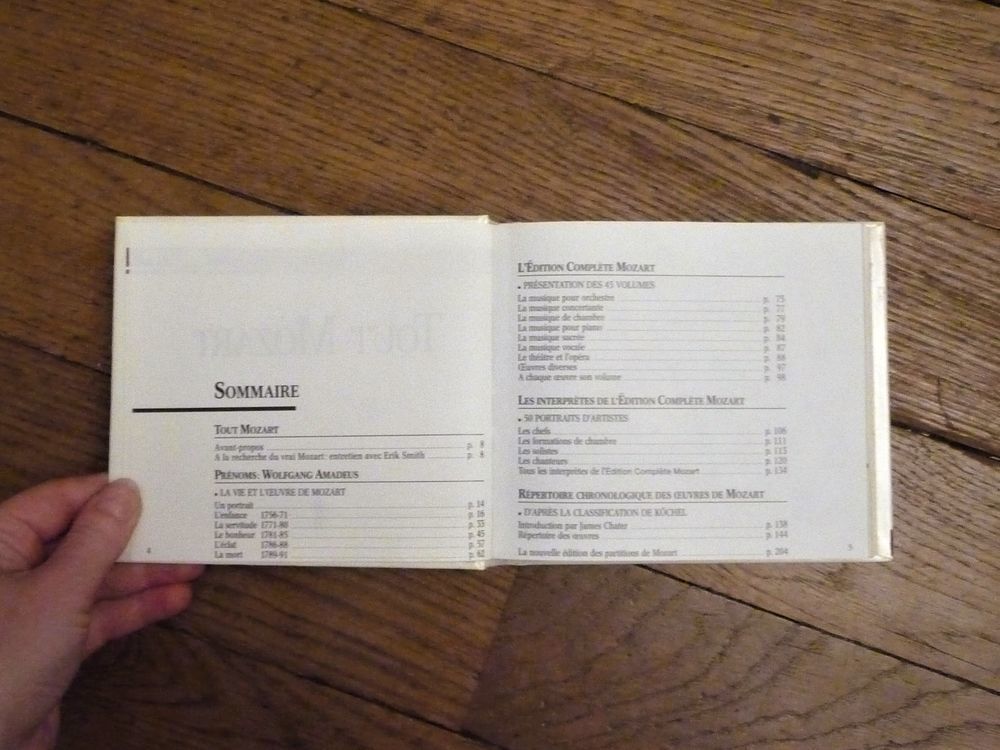 SOMMAIRE
TOUT MOZART
Avant-propos p. 8
A la recherche du vrai Mozart: entretien avec Erik Smith p. 8
PRÉNOMS: WOLFGANG AMADEUS
• LA VIE ET L'ŒUVRE DE MOZART
Un portrait p. 14
L'enfance 1756-71 p. 16
La servitude 1771-80 p. 33
Le bonheur 1781-85 p. 45
L'éclat 1786-88 p. 57
La mort 1789-91 p. 62
4
L'ÉDITION COMPLÈTE MOZART
• PRÉSENTATION DES 45 VOLUMES
La musique pour orchestre p. 75
La musique concertante p. 77
La musique de chambre p. 79
La musique pour piano p. 82
La musique sacrée p. 84
La musique vocale p. 87
Le théâtre et l'opéra p. 88
Œuvres diverses p. 97
A chaque œuvre son volume p. 98
LES INTERPRÈTES DE L'ÉDITION COMPLÈTE MOZART
• 50 PORTRAITS D'ARTISTES
Les chefs p. 106
Les formations de chambre p. 111
Les solistes p. 115
Les chanteurs p. 120
Tous les interprètes de l'Edition Complète Mozart p. 134
RÉPERTOIRE CHRONOLOGIQUE DES ŒUVRES DE MOZART
• D'APRÈS LA CLASSIFICATION DE KÖCHEL
Introduction par James Chater p. 138
Répertoire des œuvres p. 144
La nouvelle édition des partitions de Mozart p. 204
5